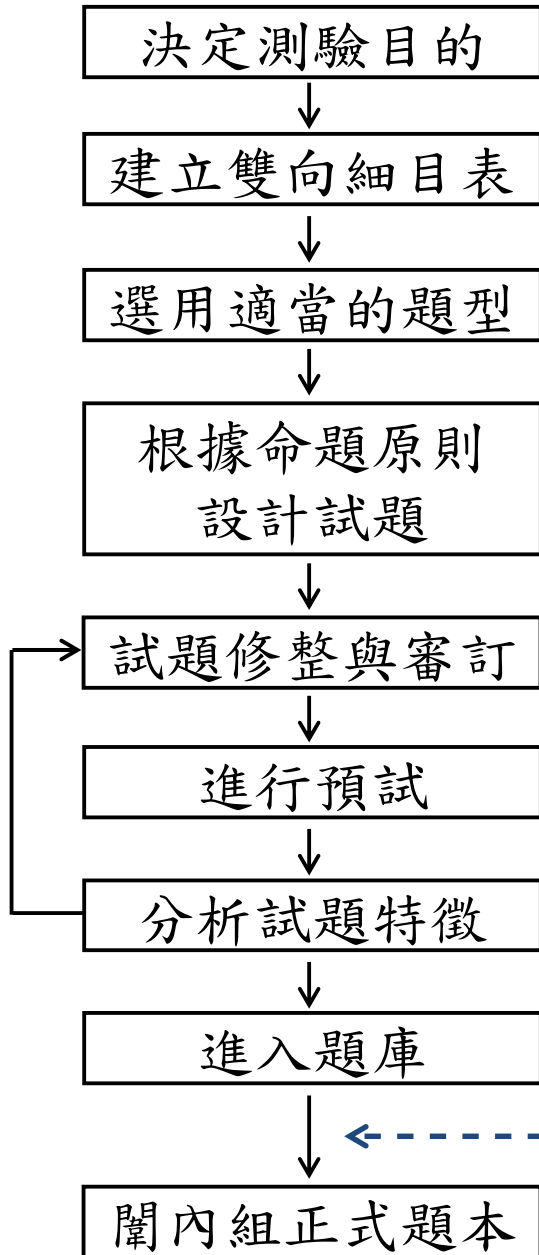 決定測驗目的
建立雙向細目表
選用適當的題型
根據命題原則
設計試題
試題修整與審訂
進行預試
分析試題特徵
進入題庫
闈內組正式題本